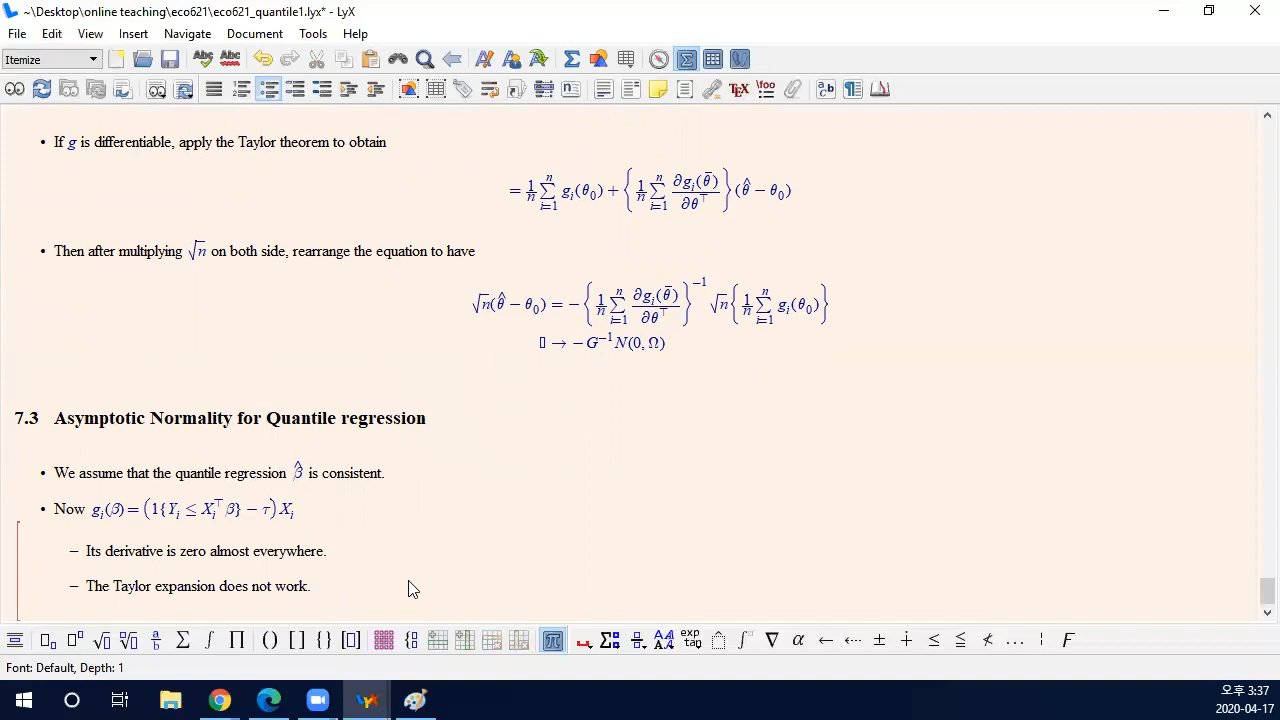 ~\Desktop\online teaching\eco621\eco621_quantile1.lyx* - LyX
File Edit View Insert Navigate Document Tools Help
Itemize
• If g is differentiable, apply the Taylor theorem to obtain
= 1/n ∑_{i=1}^{n} g_i(θ_0) + { 1/n ∑_{i=1}^{n} ∂g_i(θ̄)/∂θ^⊤ } (θ̂ − θ_0)
• Then after multiplying √n on both side, rearrange the equation to have
√n(θ̂ − θ_0) = − { 1/n ∑_{i=1}^{n} ∂g_i(θ̄)/∂θ^⊤ }^{−1} √n { 1/n ∑_{i=1}^{n} g_i(θ_0) }
▯ → − G^{−1} N(0, Ω)
7.3 Asymptotic Normality for Quantile regression
• We assume that the quantile regression β̂ is consistent.
• Now g_i(β) = (1{Y_i ≤ X_i^⊤ β} − τ) X_i
– Its derivative is zero almost everywhere.
– The Taylor expansion does not work.
Font: Default, Depth: 1
오후 3:37
2020-04-17